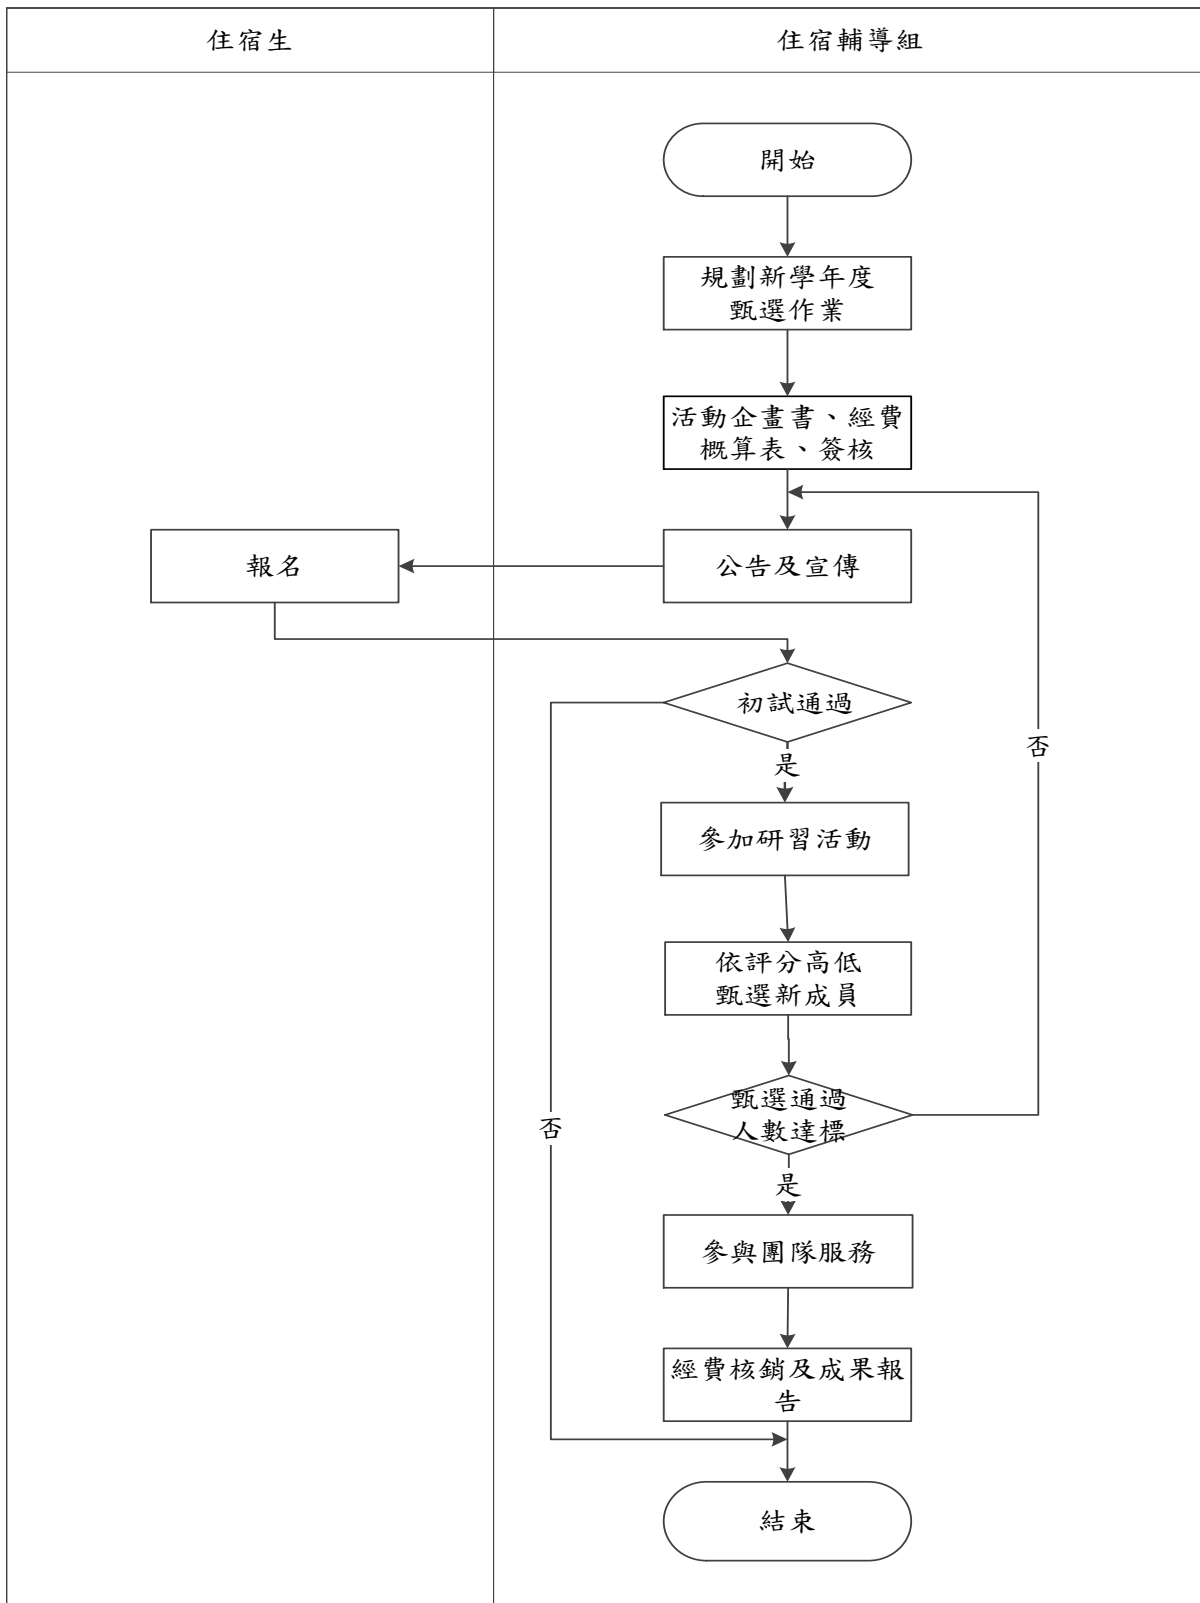 住宿生
住宿輔導組
開始
規劃新學年度
甄選作業
活動企畫書、經費
概算表、簽核
報名
公告及宣傳
初試通過
否
是
參加研習活動
依評分高低
甄選新成員
甄選通過
人數達標
否
是
參與團隊服務
經費核銷及成果報
告
結束